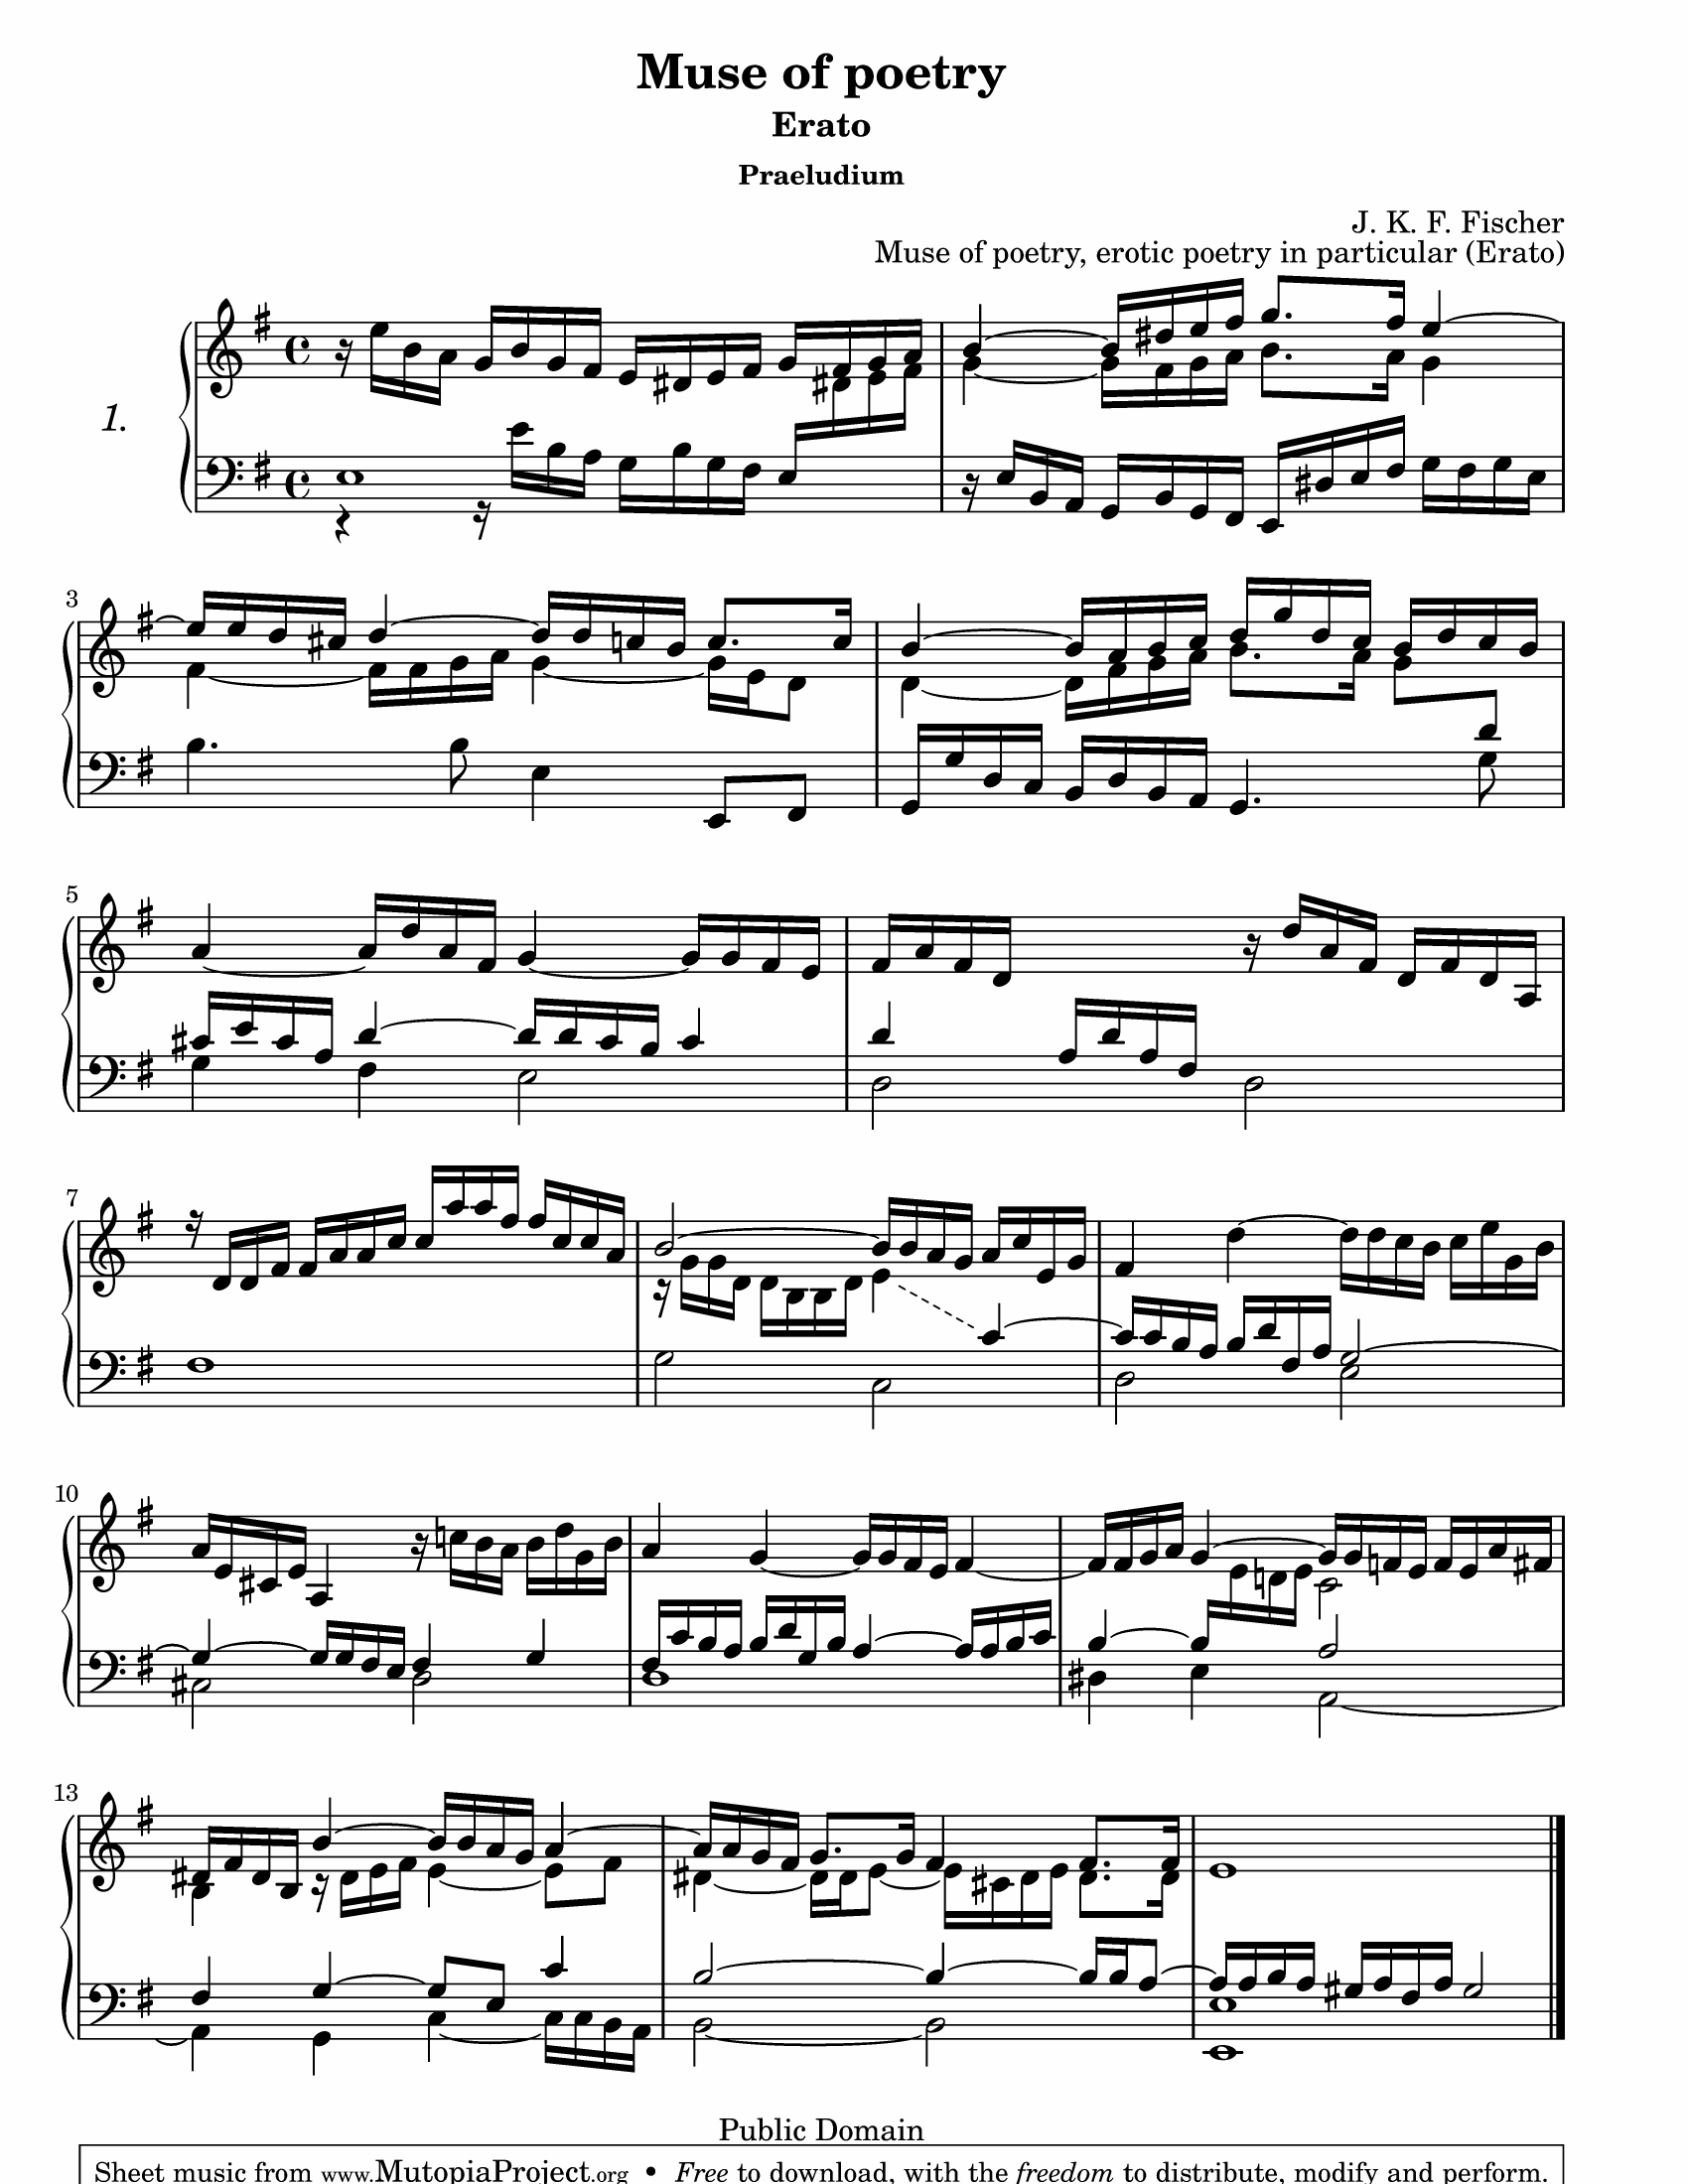 Muse of poetry
Erato
Praeludium
J. K. F. Fischer
Muse of poetry, erotic poetry in particular (Erato)
1.
3
5
7
10
13
Public Domain
Sheet music from www.MutopiaProject.org • Free to download, with the freedom to distribute, modify and perform.